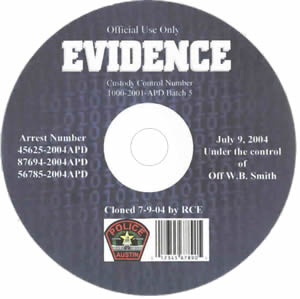 Official Use Only
EVIDENCE
Custody Control Number
1000-2001-APD Batch 5
Arrest Number
45625-2004APD
87694-2004APD
56785-2004APD
July 9, 2004
Under the control
of
Off W.B. Smith
Cloned 7-9-04 by RCE
POLICE
AUSTIN